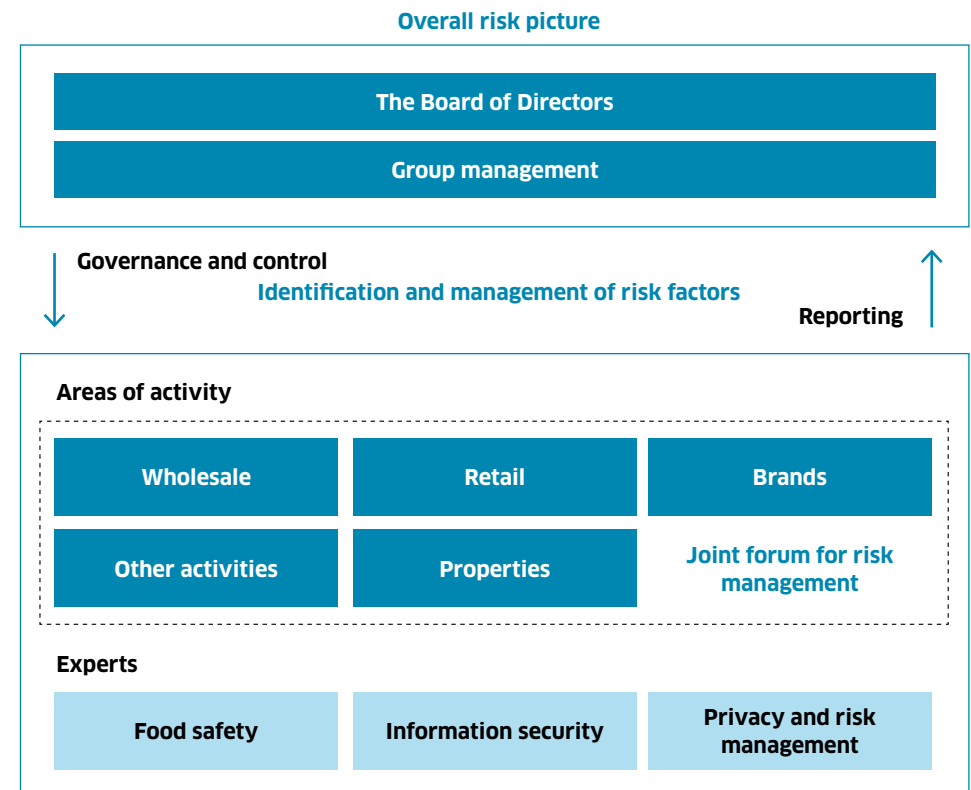 Overall risk picture
The Board of Directors
Group management
Governance and control
Identification and management of risk factors
Reporting
Areas of activity
Wholesale
Retail
Brands
Other activities
Properties
Joint forum for risk
management
Experts
Food safety
Information security
Privacy and risk
management